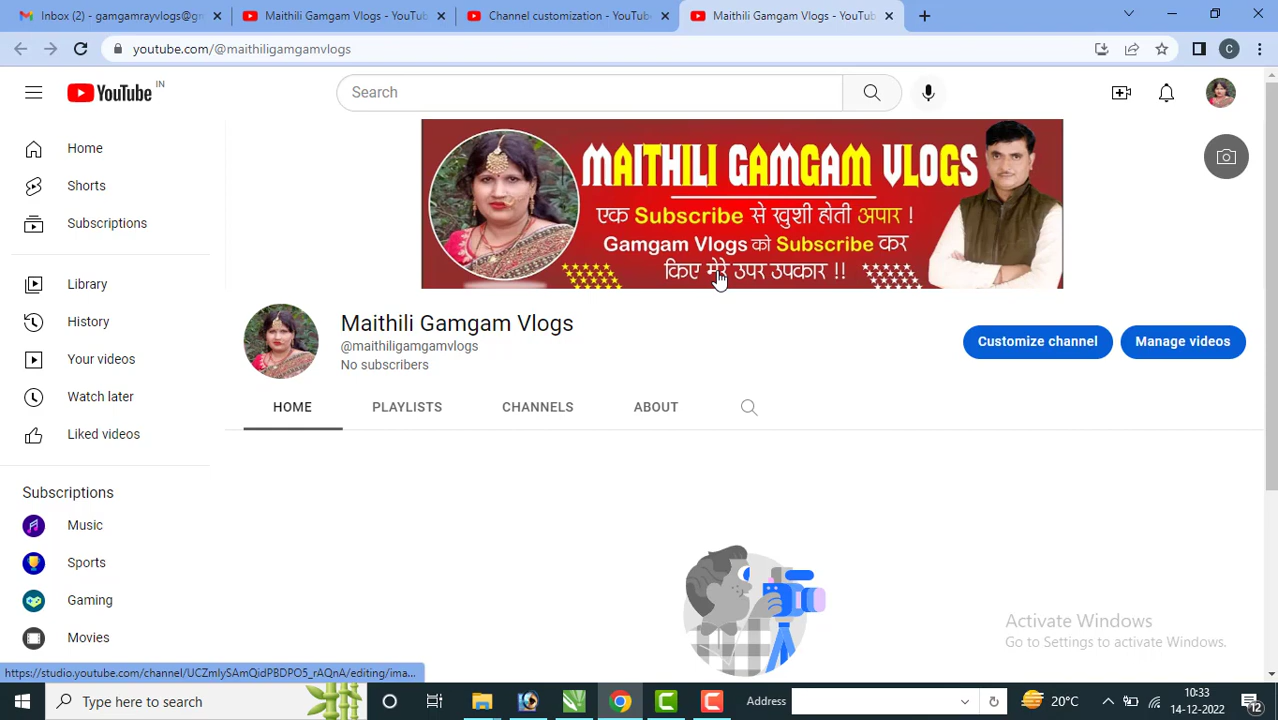 Inbox (2) - gamgamrayvlogs@gm
Maithili Gamgam Vlogs - YouTub
Channel customization - YouTube
Maithili Gamgam Vlogs - YouTub
youtube.com/@maithiligamgamvlogs
C
YouTube IN
Search
Home
Shorts
Subscriptions
Library
History
Your videos
Watch later
Liked videos
Subscriptions
Music
Sports
Gaming
Movies
MAITHILI GAMGAM VLOGS
एक Subscribe से खुशी होती अपार !
Gamgam Vlogs को Subscribe कर
किए मेरे उपर उपकार !!
Maithili Gamgam Vlogs
@maithiligamgamvlogs
No subscribers
Customize channel
Manage videos
HOME
PLAYLISTS
CHANNELS
ABOUT
Activate Windows
Go to Settings to activate Windows.
https://studio.youtube.com/channel/UCZmlySAmQidPBDPO5_rAQnA/editing/ima...
Type here to search
Address
20°C
10:33
14-12-2022
12